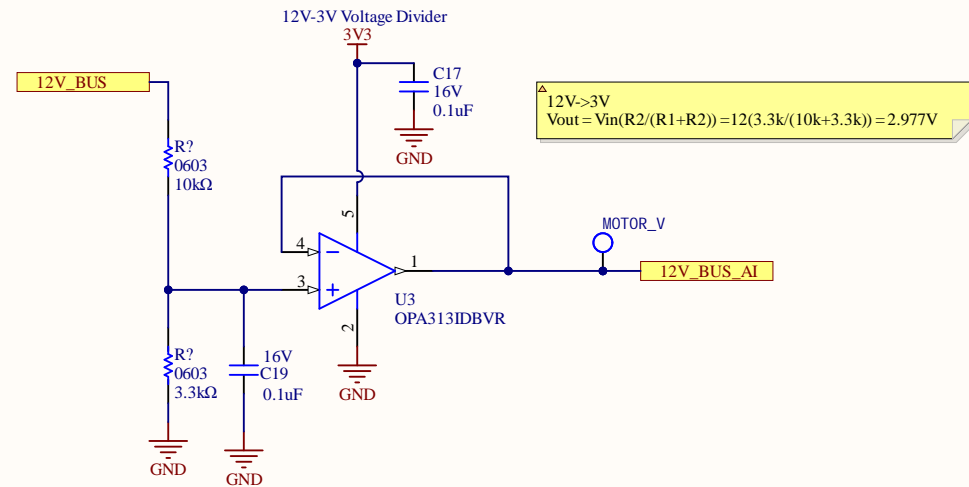 12V-3V Voltage Divider
3V3
12V_BUS
C17
16V
0.1uF
GND
12V->3V
Vout = Vin(R2/(R1+R2)) =12(3.3k/(10k+3.3k)) = 2.977V
R?
0603
10kΩ
5
4
3
1
2
MOTOR_V
12V_BUS_AI
U3
OPA313IDBVR
GND
R?
0603
3.3kΩ
GND
16V
C19
0.1uF
GND